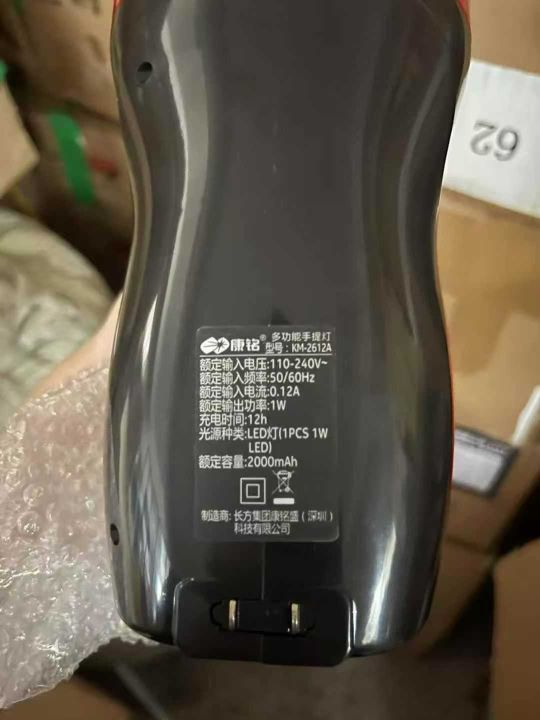 康铭® 多功能手提灯
型号: KM-2612A
额定输入电压:110-240V~
额定输入频率:50/60Hz
额定输入电流:0.12A
额定输出功率:1W
充电时间:12h
光源种类:LED灯(1PCS 1W
LED)
额定容量:2000mAh
制造商: 长方集团康铭盛(深圳)
科技有限公司
62